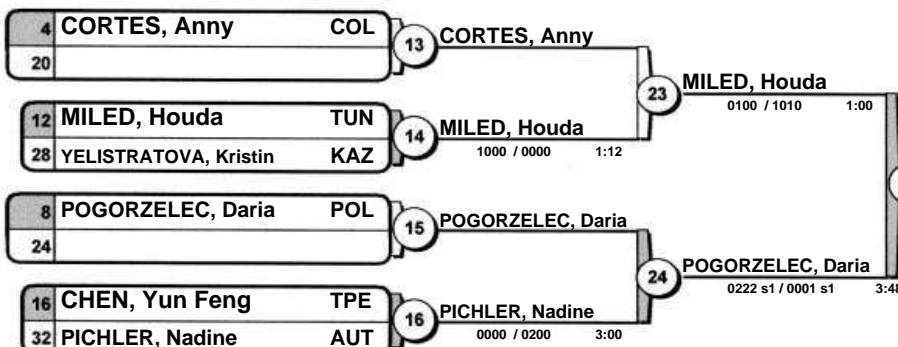 4 CORTES, Anny COL
20
13 CORTES, Anny
12 MILED, Houda TUN
28 YELISTRATOVA, Kristin KAZ
14 MILED, Houda
1000 / 0000 1:12
23 MILED, Houda
0100 / 1010 1:00
8 POGORZELEC, Daria POL
24
15 POGORZELEC, Daria
16 CHEN, Yun Feng TPE
32 PICHLER, Nadine AUT
16 PICHLER, Nadine
0000 / 0200 3:00
24 POGORZELEC, Daria
0222 s1 / 0001 s1 3:48